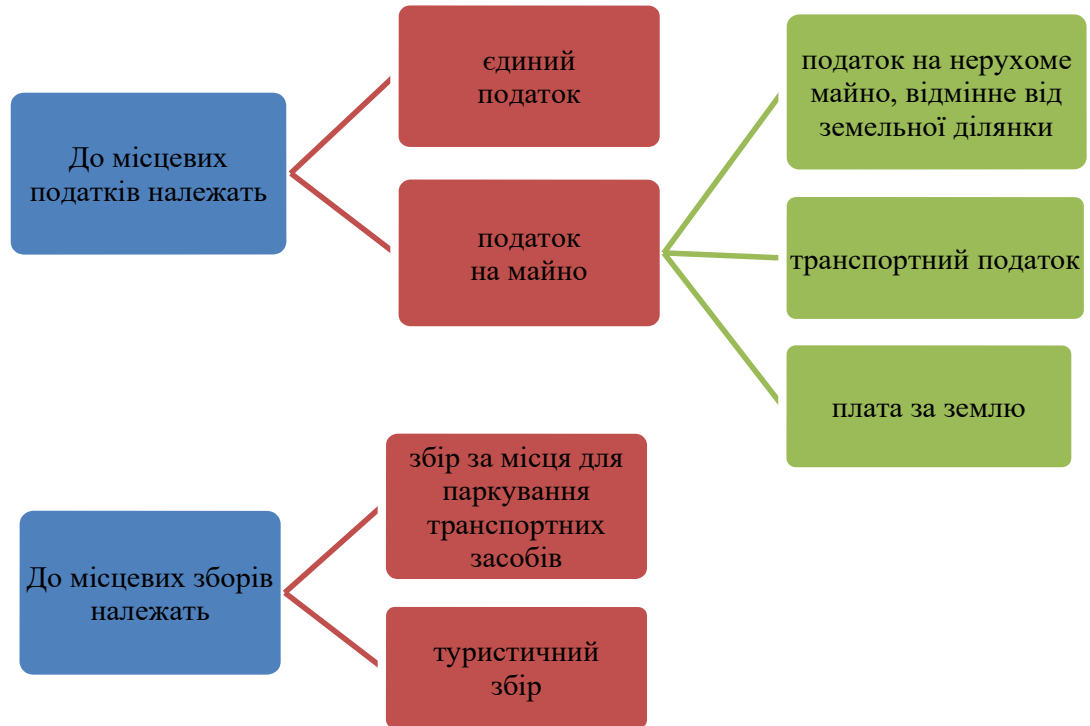 До місцевих
податків належать
єдиний
податок
податок
на майно
податок на нерухоме
майно, відмінне від
земельної ділянки
транспортний податок
плата за землю
До місцевих зборів
належать
збір за місця для
паркування
транспортних
засобів
туристичний
збір